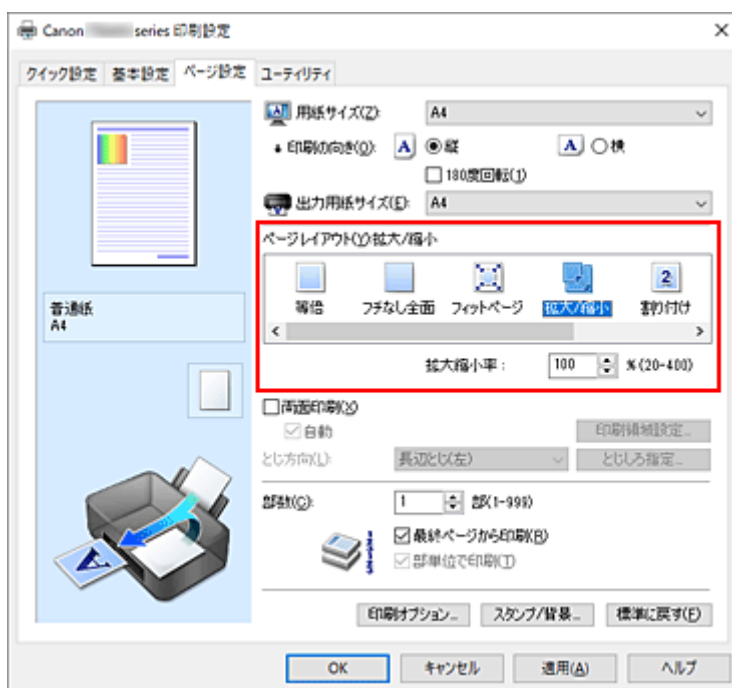 Canon series 印刷設定
クイック設定 基本設定 ページ設定 ユーティリティ
用紙サイズ(Z): A4
印刷の向き(O): A 縦 A 横
180度回転(J)
出力用紙サイズ(E): A4
ページレイアウト(Y):拡大/縮小
等倍 フチなし全面 フィットページ 拡大/縮小 割り付け
拡大縮小率: 100 %(20-400)
普通紙
A4
両面印刷(X)
自動 印刷領域設定...
とじ方向(L): 長辺とじ(左) とじしろ指定...
部数(C): 1 部(1-999)
最終ページから印刷(R)
部単位で印刷(T)
印刷オプション... スタンプ/背景... 標準に戻す(F)
OK キャンセル 適用(A) ヘルプ